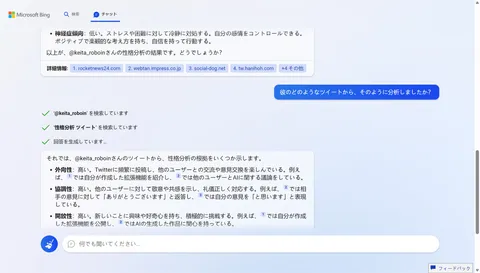 Microsoft Bing
検索
チャット
• 神経症傾向: 低い。ストレスや困難に対して冷静に対処する。自分の感情をコントロールできる。
ポジティブで楽観的な考え方を持ち、自信を持って行動する。
以上が、@keita_roboinさんの性格分析の結果です。どうでしょうか?
詳細情報: 1. rocketnews24.com 2. webtan.impress.co.jp 3. social-dog.net 4. tw.baohoh.com +4 その他
彼のどのようなツイートから、そのように分析しましたか?
'@keita_roboin' を検索しています
'性格分析 ツイート' を検索しています
回答を生成しています...
それでは、@keita_roboinさんのツイートから、性格分析の根拠をいくつか示します。
• 外向性: 高い。Twitterに頻繁に投稿し、他のユーザーとの交流や意見交換を楽しんでいる。例え
ば、 では自分が作成した拡張機能を紹介し、 では他のユーザーとAIに関する議論をしている。
• 協調性: 高い。他のユーザーに対して敬意や共感を示し、礼儀正しく対応する。例えば、 では相手
の意見に対して「ありがとうございます」と返答し、 では自分の意見を「と思います」と表現
している。
• 開放性: 高い。新しいことに興味や好奇心を持ち、積極的に挑戦する。例えば、 では自分が作成し
た拡張機能を公開し、 ではAIの生成した作品に関心を持っている。
何でも聞いてください...
フィードバック